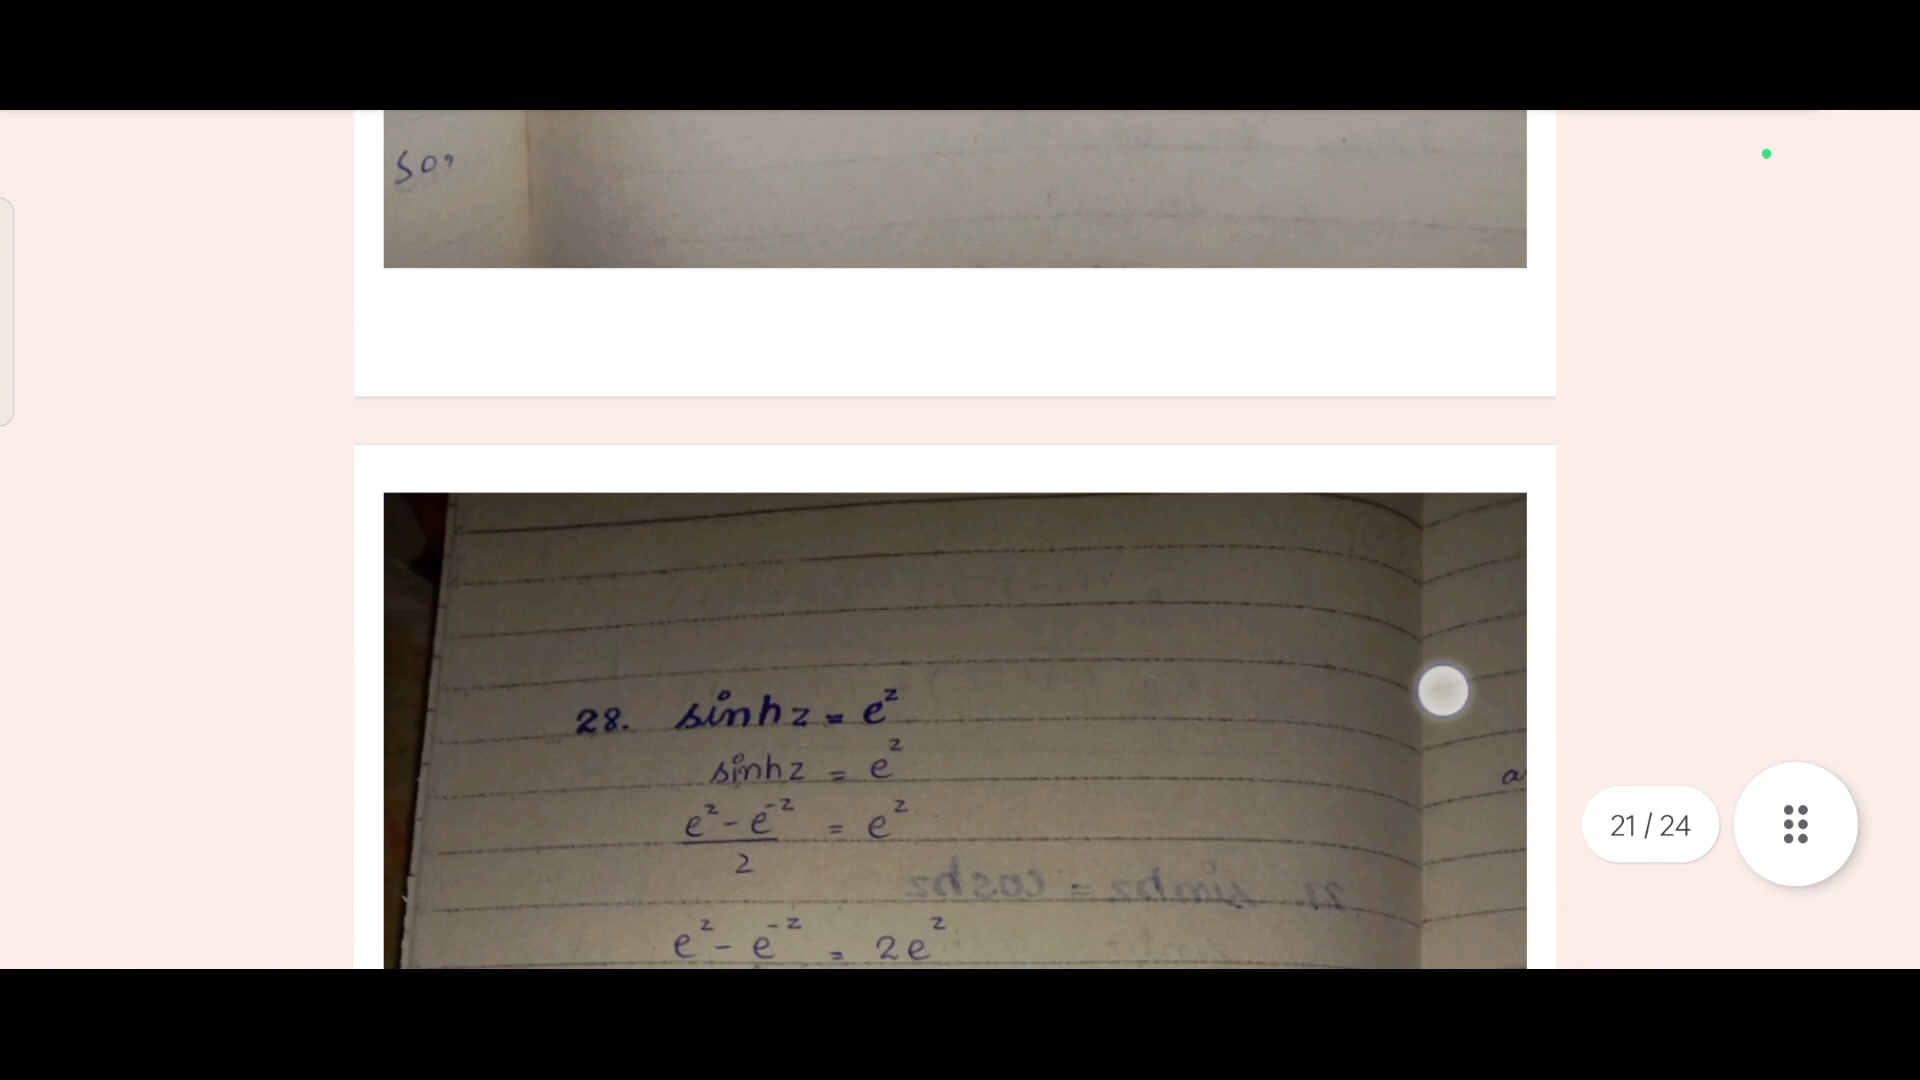 So,
28. sinhz = e^z
sinhz = e^z
e^z - e^-z / 2 = e^z
e^z - e^-z = 2e^z
21 / 24